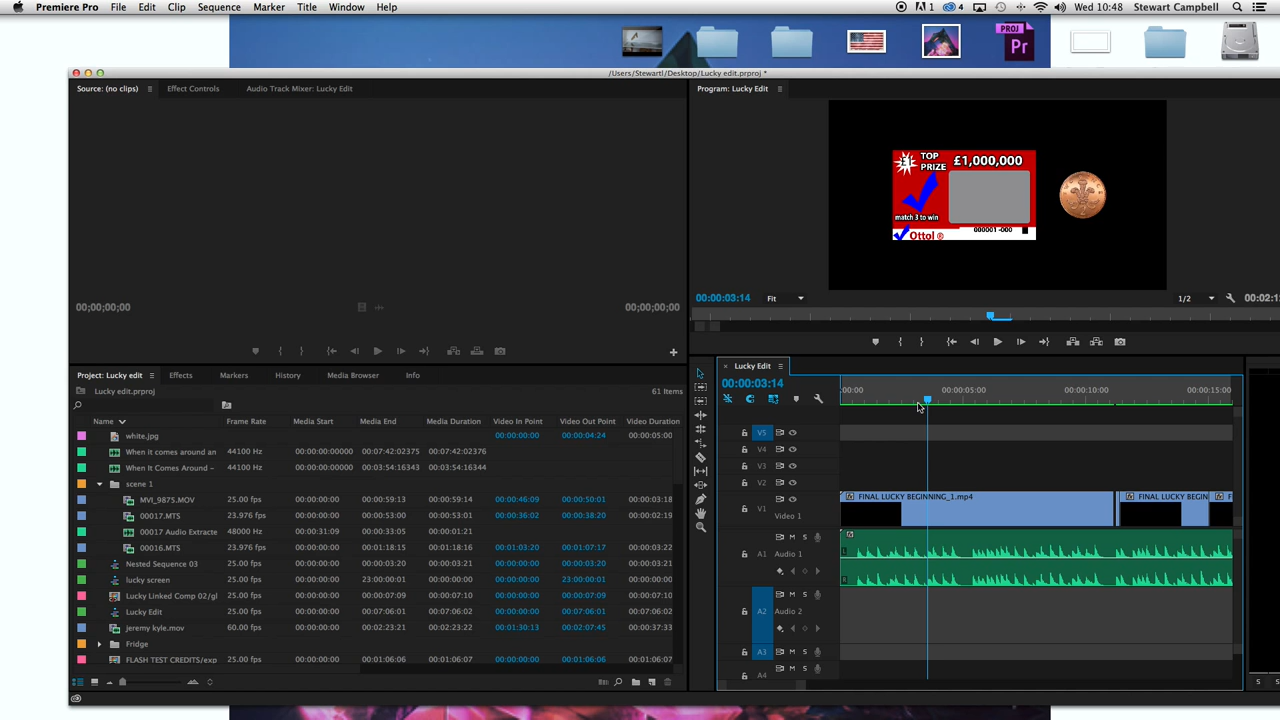 Premiere Pro File Edit Clip Sequence Marker Title Window Help 1 4 Wed 10:48 Stewart Campbell
PROJ
Pr
/Users/Stewartl/Desktop/Lucky edit.prproj *
Source: (no clips) Effect Controls Audio Track Mixer: Lucky Edit
Program: Lucky Edit
£1
TOP PRIZE £1,000,000
match 3 to win
Ottol ®
000001 -000
00;00;00;00 00;00;00;00
00:00:03:14 Fit 1/2 00:02:1
Project: Lucky edit Effects Markers History Media Browser Info
Lucky edit.prproj 61 Items
Name Frame Rate Media Start Media End Media Duration Video In Point Video Out Point Video Duration
white.jpg 00:00:00:00 00:00:04:24 00:00:05:00
When it comes around an 44100 Hz 00:00:00:00000 00:07:42:02375 00:07:42:02376
When It Comes Around – 44100 Hz 00:00:00:00000 00:03:54:16343 00:03:54:16344
scene 1
MVI_9875.MOV 25.00 fps 00:00:00:00 00:00:59:13 00:00:59:14 00:00:46:09 00:00:50:01 00:00:03:18
00017.MTS 23.976 fps 00:00:00:00 00:00:53:00 00:00:53:01 00:00:36:02 00:00:38:20 00:00:02:19
00017 Audio Extracte 48000 Hz 00:00:31:09 00:00:33:05 00:00:01:21
00016.MTS 23.976 fps 00:00:00:00 00:01:18:15 00:01:18:16 00:01:03:20 00:01:07:17 00:00:03:22
Nested Sequence 03 25.00 fps 00:00:00:00 00:00:03:19 00:00:03:20 00:00:00:00 00:00:03:19 00:00:03:20
lucky screen 25.00 fps 00:00:00:00 23:00:00:01 00:00:00:00 00:00:00:00 23:00:00:01 00:00:00:00
Lucky Linked Comp 02/gl 25.00 fps 00:00:00:00 00:00:07:09 00:00:07:10 00:00:00:00 00:00:07:09 00:00:07:10
Lucky Edit 25.00 fps 00:00:00:00 00:07:06:01 00:07:06:02 00:00:00:00 00:07:06:01 00:07:06:02
jeremy kyle.mov 60.00 fps 00:00:00:00 00:02:23:21 00:02:23:22 00:01:30:13 00:02:07:45 00:00:37:33
Fridge
FLASH TEST CREDITS/exp 25.00 fps 00:00:00:00 00:01:06:06 00:01:06:07 00:00:00:00 00:01:06:06 00:01:06:07
× Lucky Edit
00:00:03:14
:00:00 00:00:05:00 00:00:10:00 00:00:15:00
V5
V4
V3
V2
V1 Video 1
FINAL LUCKY BEGINNING_1.mp4 FINAL LUCKY BEGIN F
A1 Audio 1 M S
L
R
A2 Audio 2 M S
A3 M S
A4 M S
S S